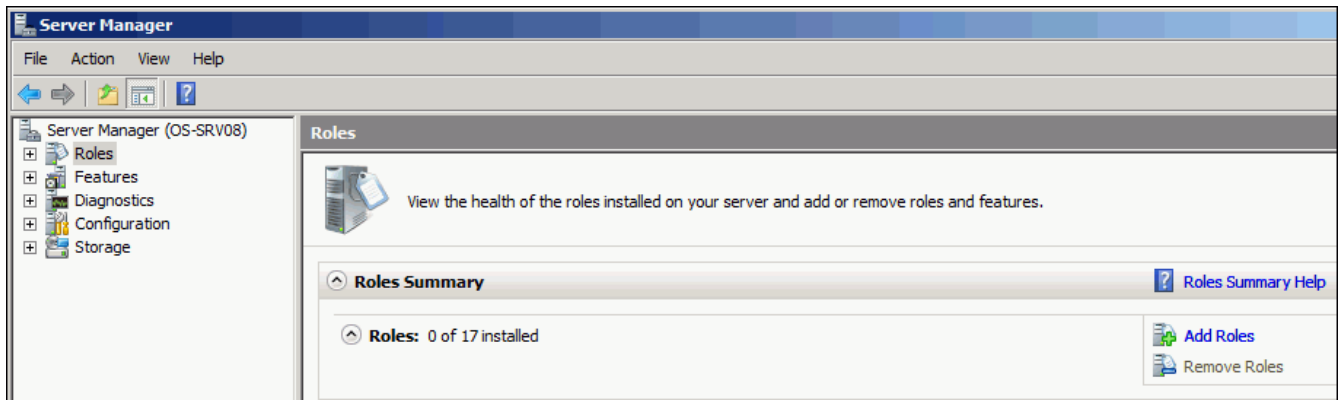 Server Manager
File Action View Help
Server Manager (OS-SRV08)
Roles
Features
Diagnostics
Configuration
Storage
Roles
View the health of the roles installed on your server and add or remove roles and features.
Roles Summary
Roles Summary Help
Roles: 0 of 17 installed
Add Roles
Remove Roles